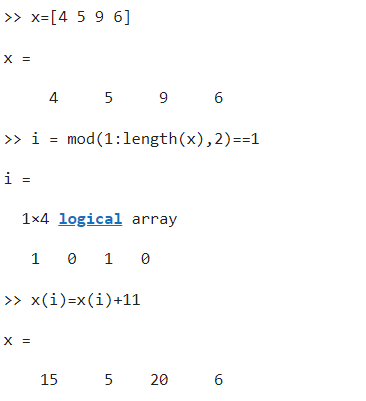 >> x=[4 5 9 6]
x =
4 5 9 6
>> i = mod(1:length(x),2)==1
i =
1×4 logical array
1 0 1 0
>> x(i)=x(i)+11
x =
15 5 20 6